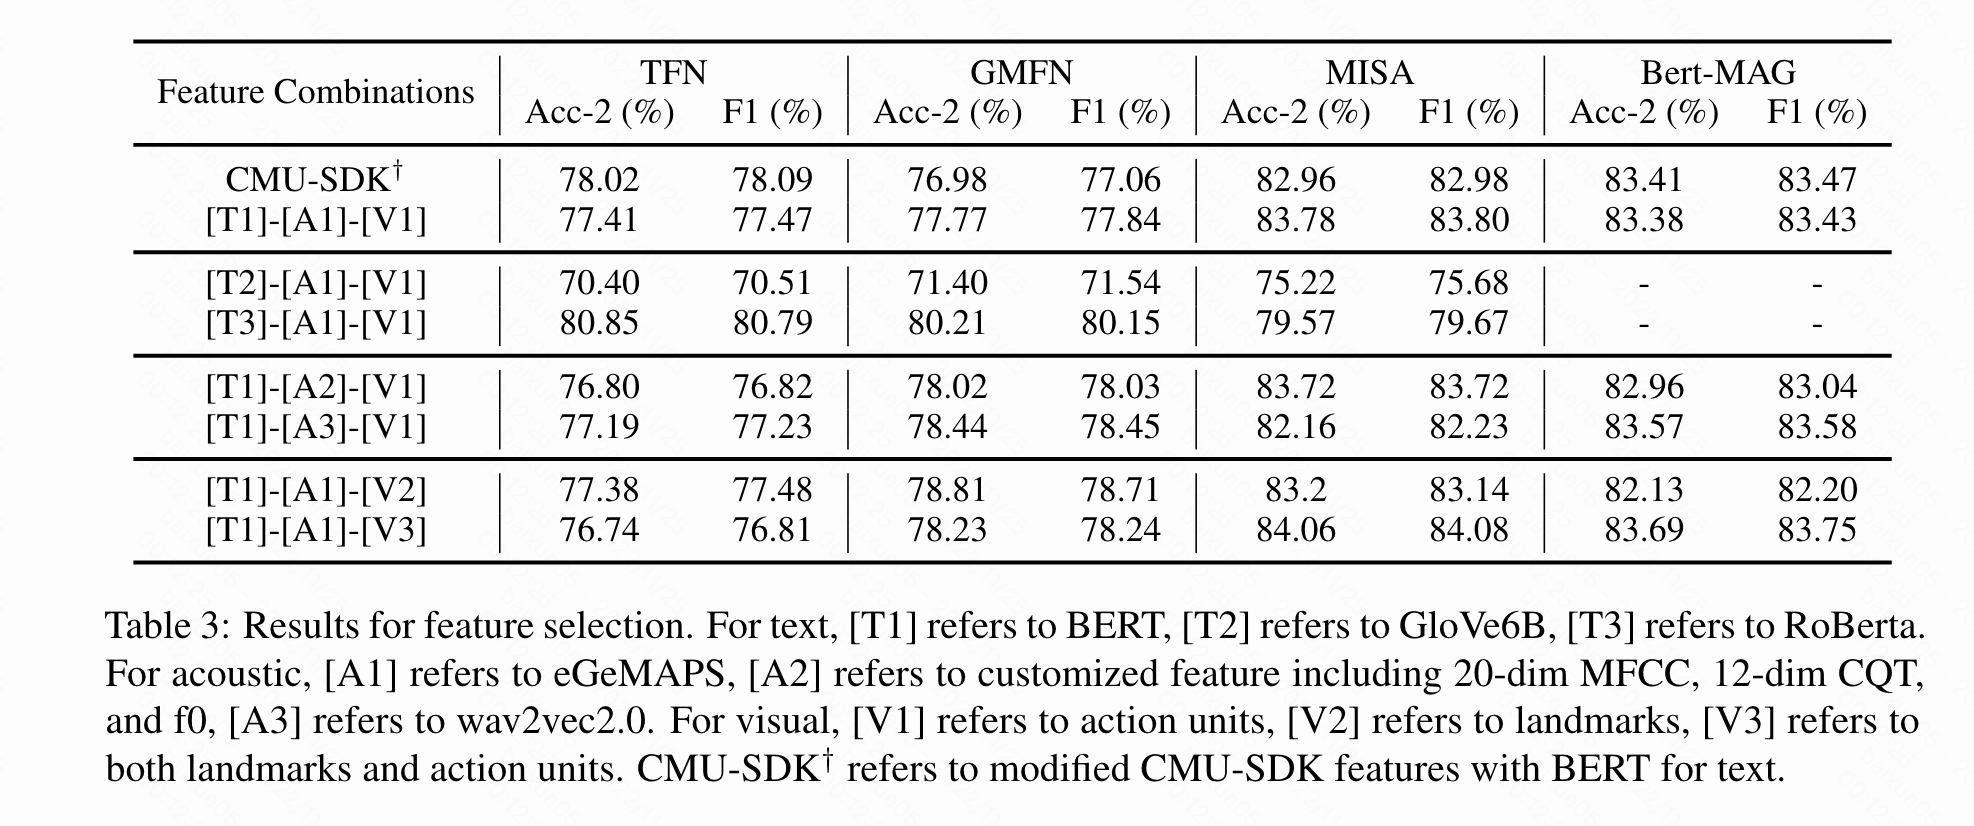 Feature Combinations TFN GMFN MISA Bert-MAG
Acc-2 (%) F1 (%) Acc-2 (%) F1 (%) Acc-2 (%) F1 (%) Acc-2 (%) F1 (%)
CMU-SDK† 78.02 78.09 76.98 77.06 82.96 82.98 83.41 83.47
[T1]-[A1]-[V1] 77.41 77.47 77.77 77.84 83.78 83.80 83.38 83.43
[T2]-[A1]-[V1] 70.40 70.51 71.40 71.54 75.22 75.68 - -
[T3]-[A1]-[V1] 80.85 80.79 80.21 80.15 79.57 79.67 - -
[T1]-[A2]-[V1] 76.80 76.82 78.02 78.03 83.72 83.72 82.96 83.04
[T1]-[A3]-[V1] 77.19 77.23 78.44 78.45 82.16 82.23 83.57 83.58
[T1]-[A1]-[V2] 77.38 77.48 78.81 78.71 83.2 83.14 82.13 82.20
[T1]-[A1]-[V3] 76.74 76.81 78.23 78.24 84.06 84.08 83.69 83.75
Table 3: Results for feature selection. For text, [T1] refers to BERT, [T2] refers to GloVe6B, [T3] refers to RoBerta.
For acoustic, [A1] refers to eGeMAPS, [A2] refers to customized feature including 20-dim MFCC, 12-dim CQT,
and f0, [A3] refers to wav2vec2.0. For visual, [V1] refers to action units, [V2] refers to landmarks, [V3] refers to
both landmarks and action units. CMU-SDK† refers to modified CMU-SDK features with BERT for text.